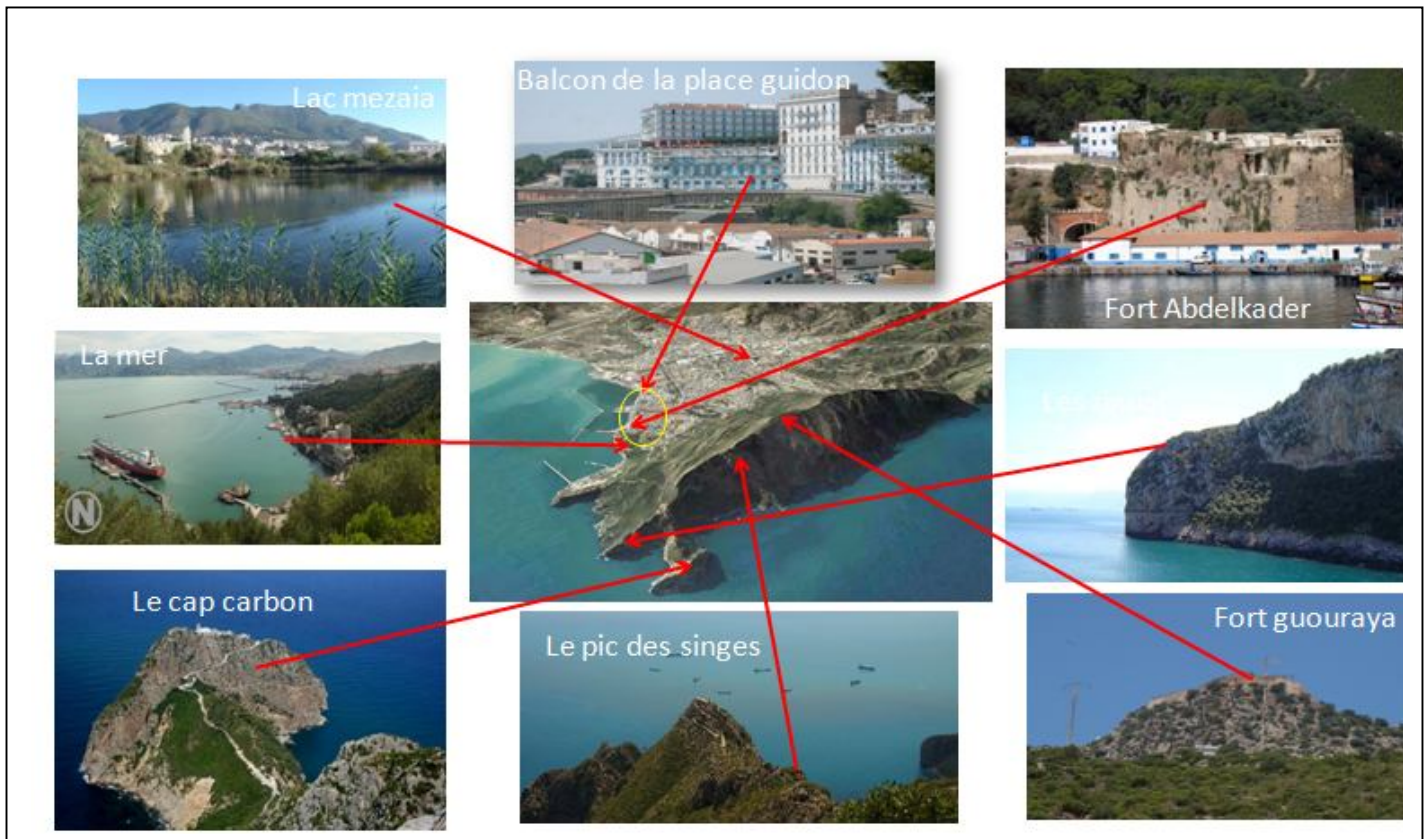 Lac mezaia
Balcon de la place guidon
Fort Abdelkader
La mer
N
Le cap carbon
Le pic des singes
Fort guouraya